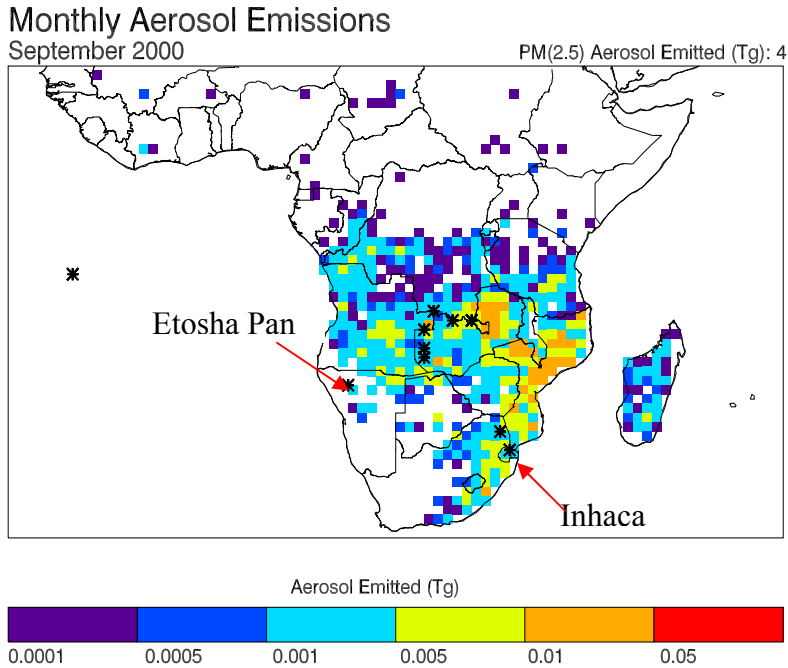 Monthly Aerosol Emissions
September 2000
PM(2.5) Aerosol Emitted (Tg): 4
Etosha Pan
Inhaca
Aerosol Emitted (Tg)
0.0001 0.0005 0.001 0.005 0.01 0.05